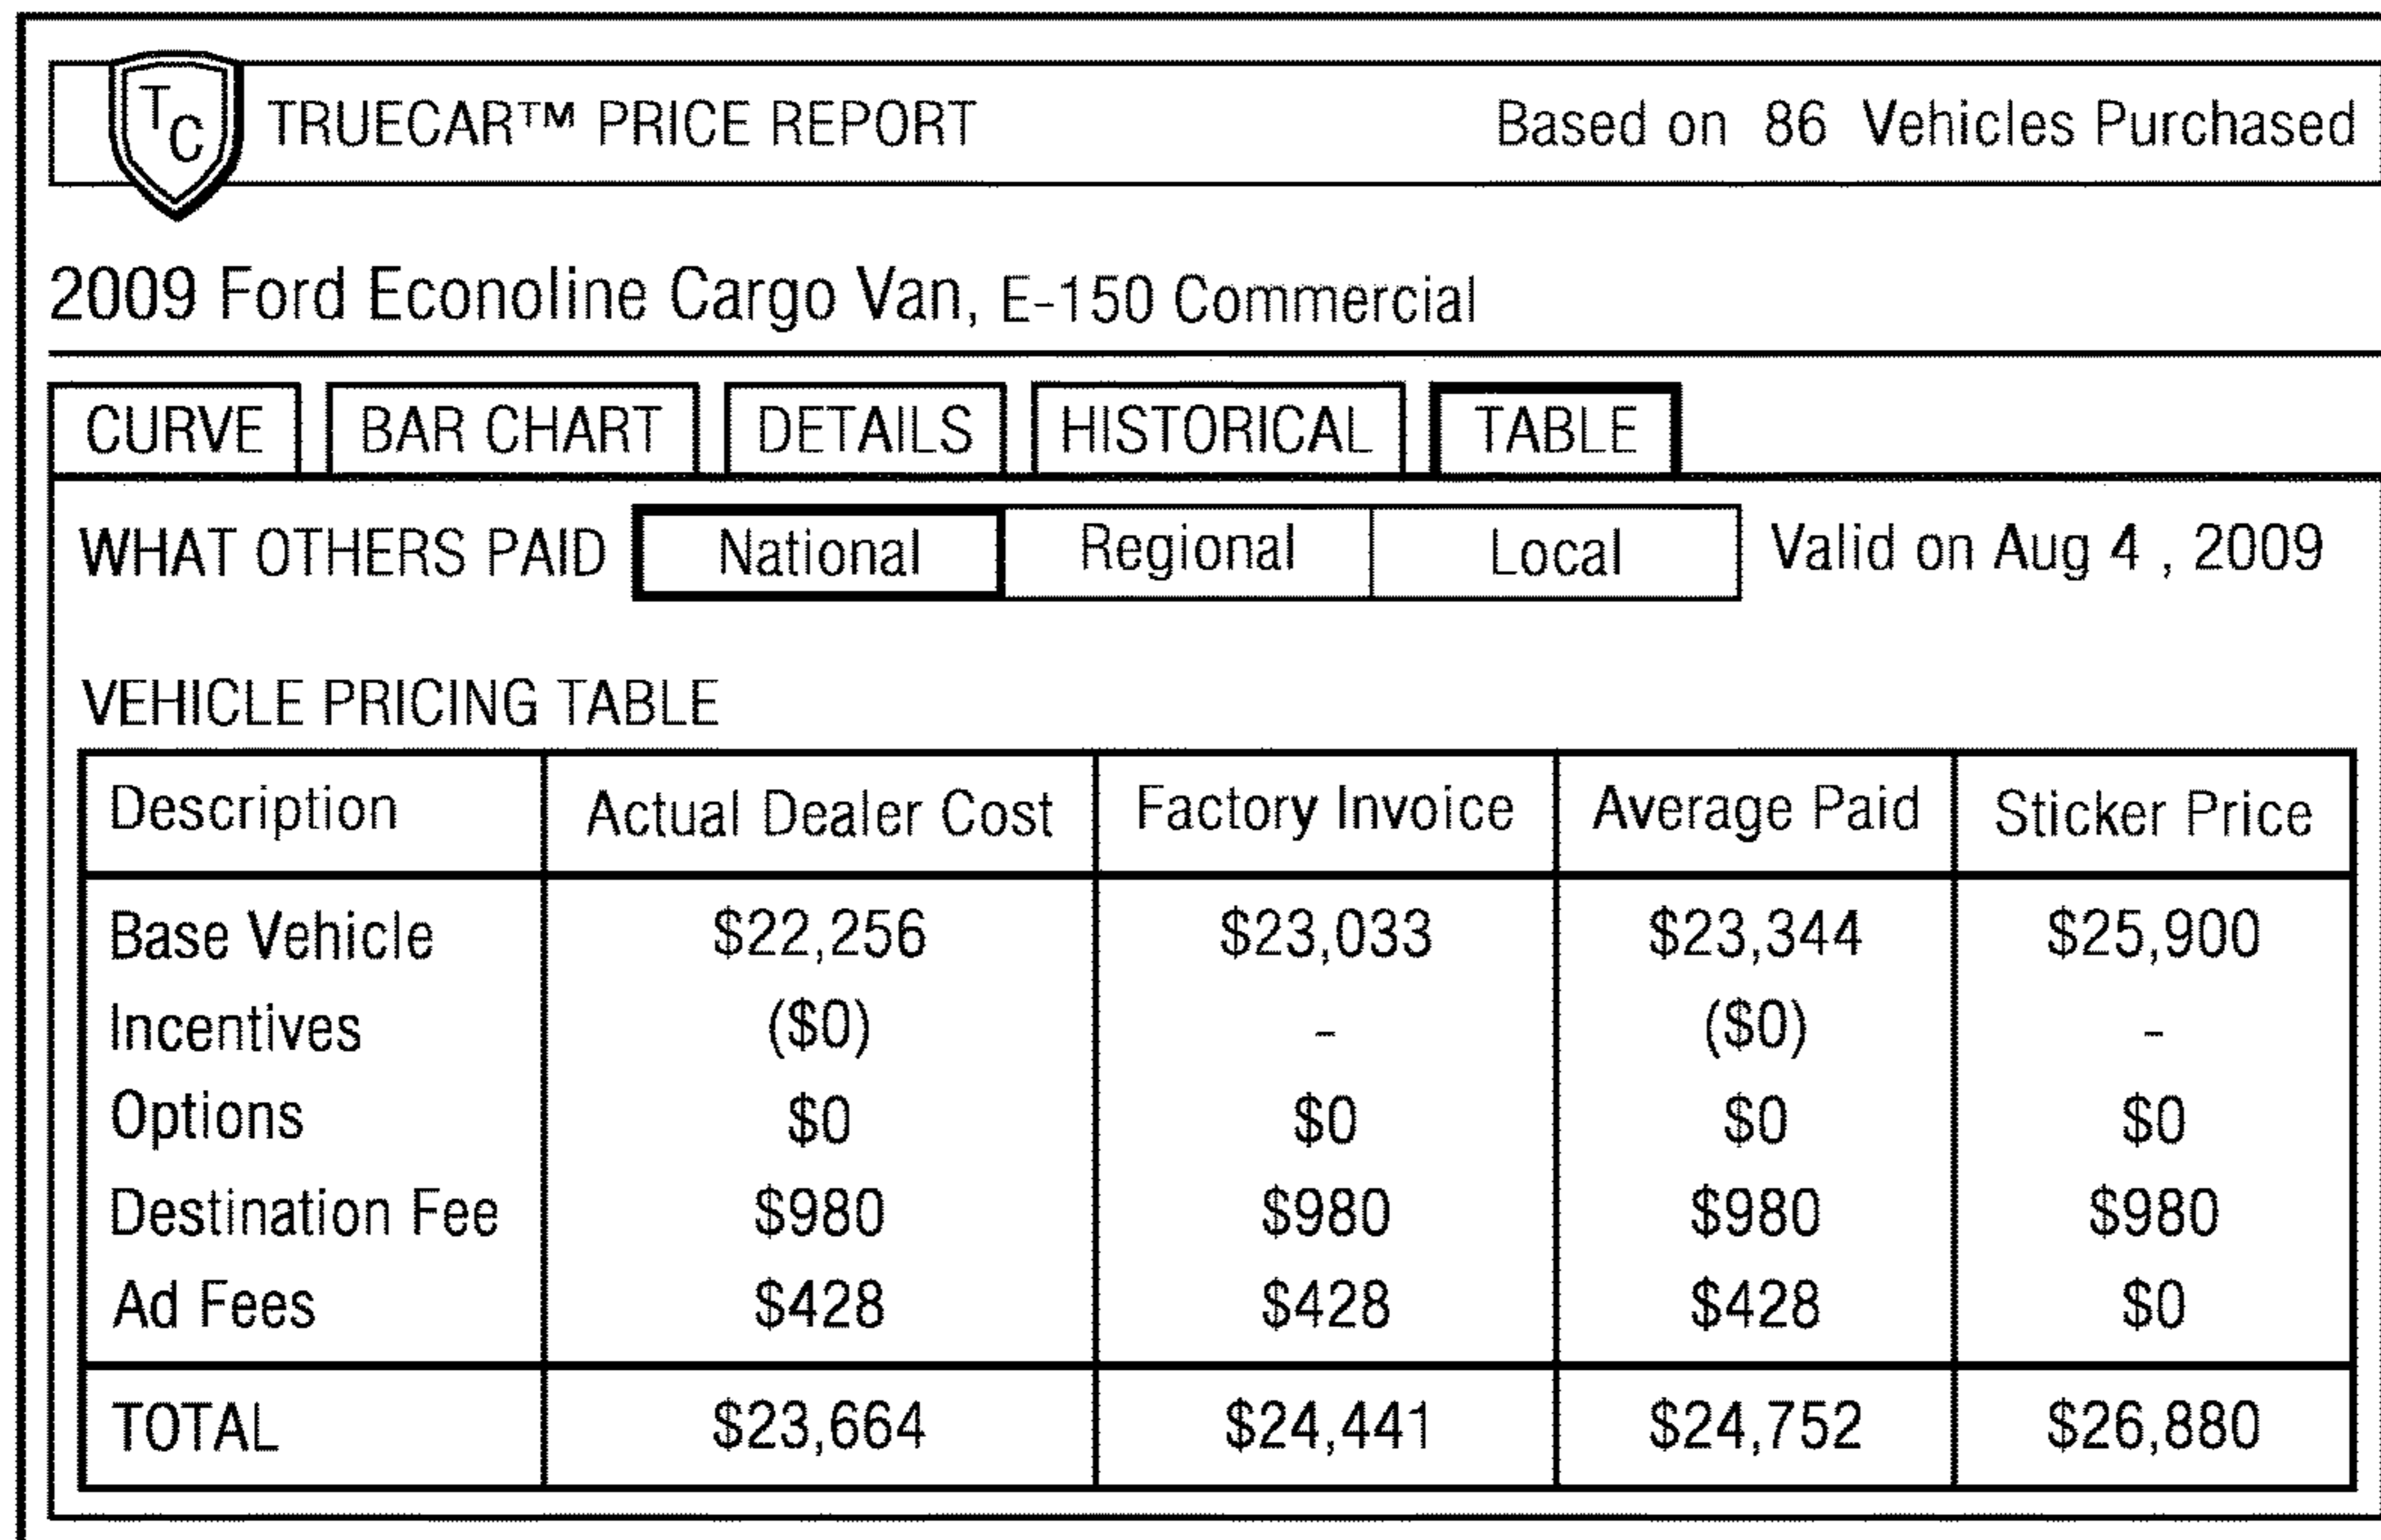 TC TRUECAR™ PRICE REPORT Based on 86 Vehicles Purchased
2009 Ford Econoline Cargo Van, E-150 Commercial
CURVE BAR CHART DETAILS HISTORICAL TABLE
WHAT OTHERS PAID National Regional Local Valid on Aug 4 , 2009
VEHICLE PRICING TABLE
Description Actual Dealer Cost Factory Invoice Average Paid Sticker Price
Base Vehicle $22,256 $23,033 $23,344 $25,900
Incentives ($0) - ($0) -
Options $0 $0 $0 $0
Destination Fee $980 $980 $980 $980
Ad Fees $428 $428 $428 $0
TOTAL $23,664 $24,441 $24,752 $26,880